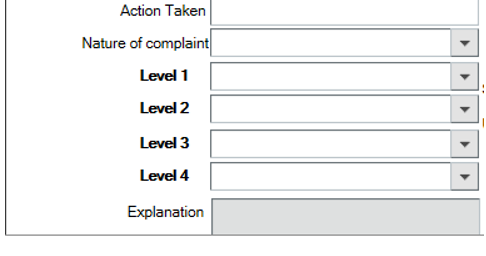 Action Taken
Nature of complaint
Level 1
Level 2
Level 3
Level 4
Explanation